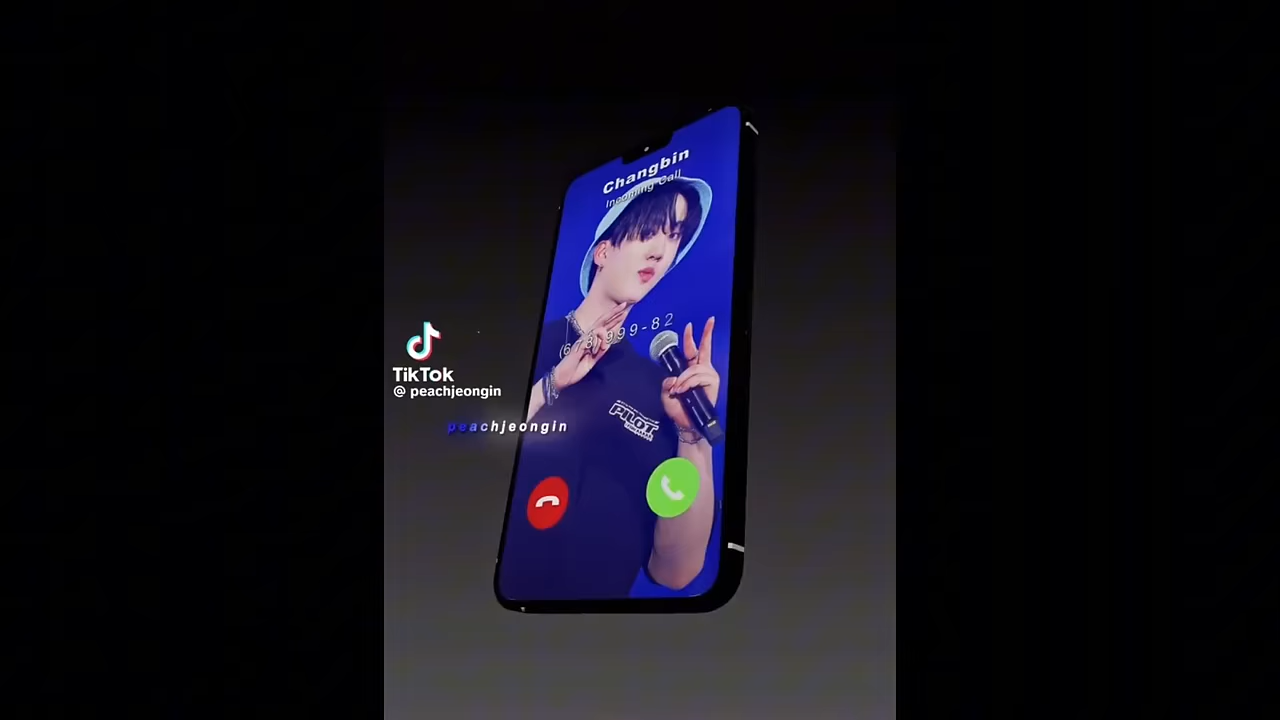 Changbin
Incoming Call
(678) 999-82
TikTok
@ peachjeongin
peachjeongin
PILOT